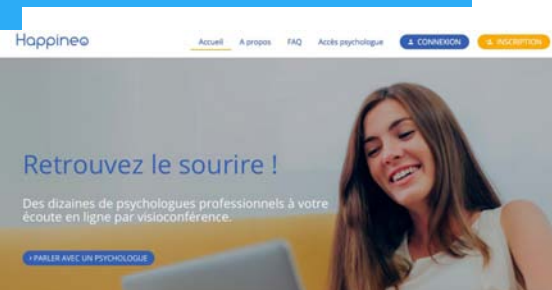 Happineo
Accueil A propos FAQ Accès psychologue CONNEXION INSCRIPTION
Retrouvez le sourire !
Des dizaines de psychologues professionnels à votre
écoute en ligne par visioconférence.
› PARLER AVEC UN PSYCHOLOGUE